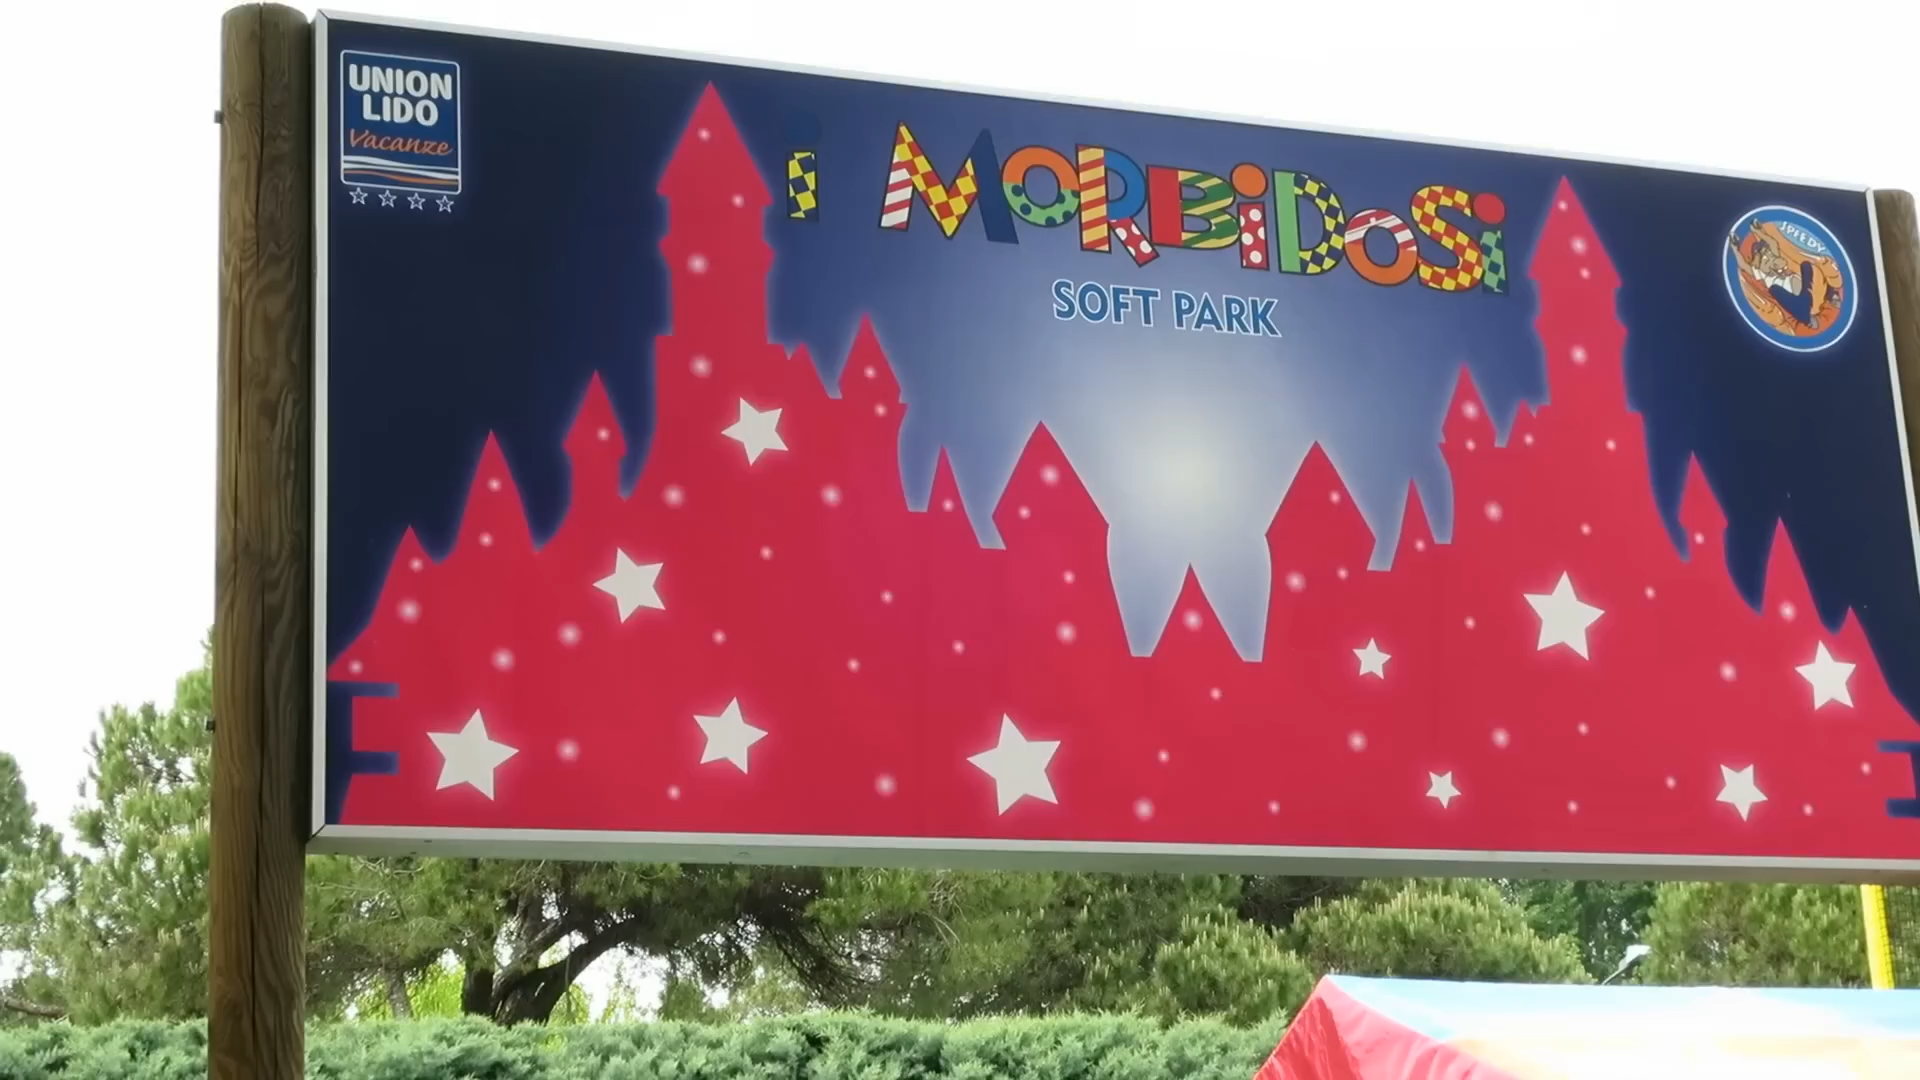 UNION
LIDO
Vacanze
i MORBiDOSi
SOFT PARK
SPEEDY